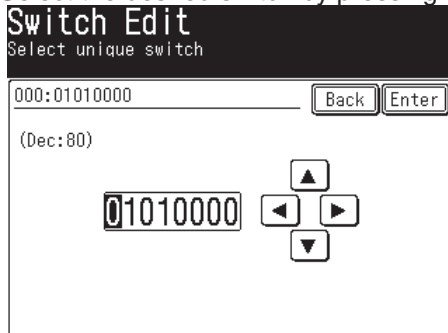 Switch Edit
Select unique switch
000:01010000
Back Enter
(Dec:80)
01010000